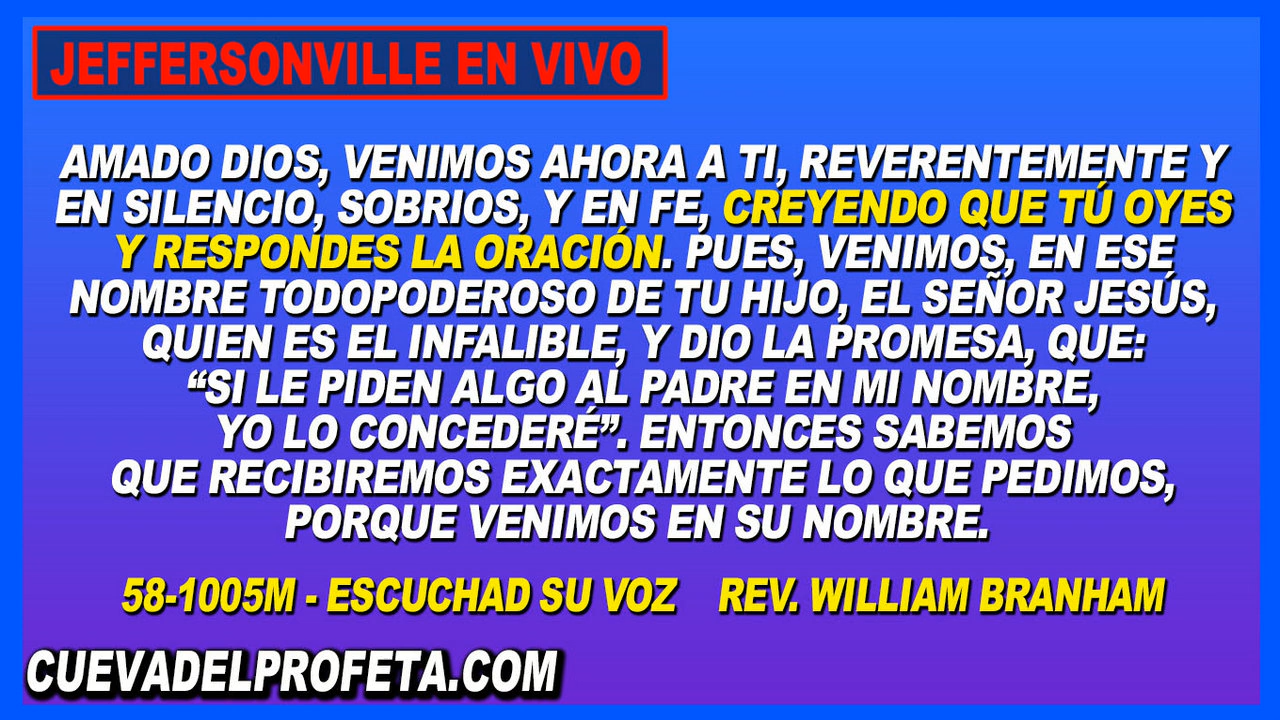 JEFFERSONVILLE EN VIVO
AMADO DIOS, VENIMOS AHORA A TI, REVERENTEMENTE Y
EN SILENCIO, SOBRIOS, Y EN FE, CREYENDO QUE TÚ OYES
Y RESPONDES LA ORACIÓN. PUES, VENIMOS, EN ESE
NOMBRE TODOPODEROSO DE TU HIJO, EL SEÑOR JESÚS,
QUIEN ES EL INFALIBLE, Y DIO LA PROMESA, QUE:
“SI LE PIDEN ALGO AL PADRE EN MI NOMBRE,
YO LO CONCEDERÉ”. ENTONCES SABEMOS
QUE RECIBIREMOS EXACTAMENTE LO QUE PEDIMOS,
PORQUE VENIMOS EN SU NOMBRE.
58-1005M - ESCUCHAD SU VOZ REV. WILLIAM BRANHAM
CUEVADELPROFETA.COM